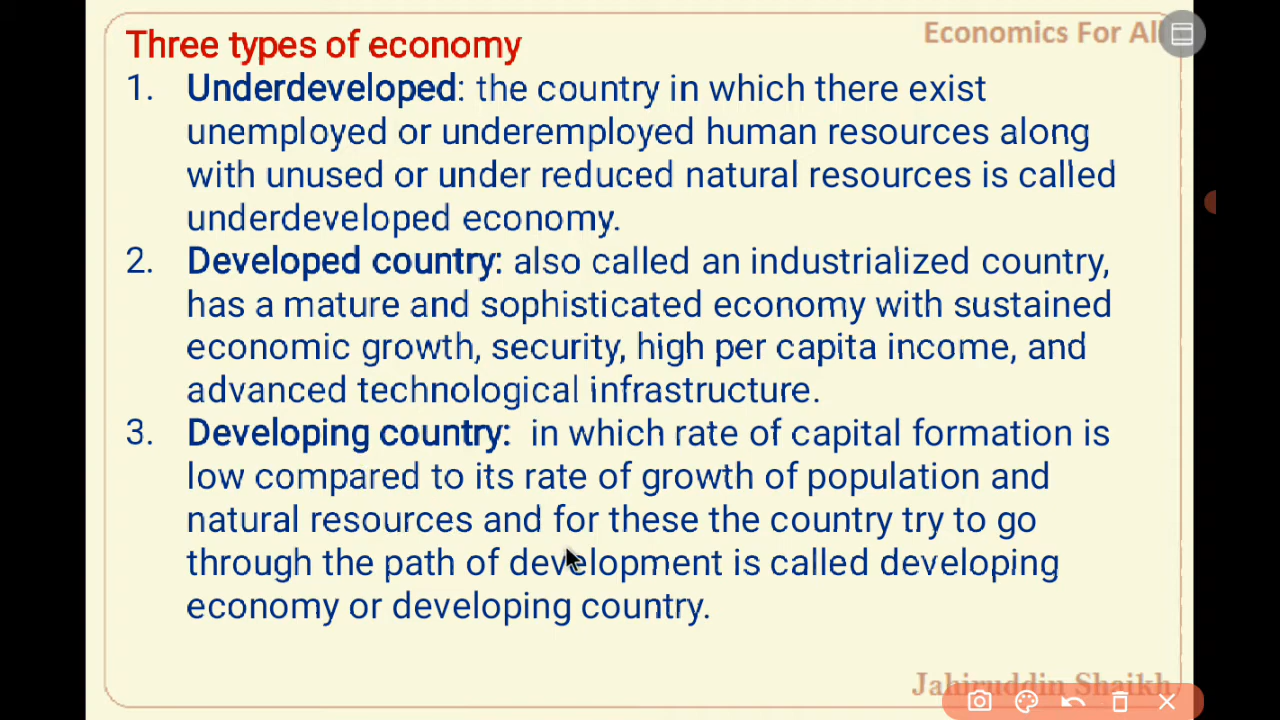 Three types of economy
Economics For All
1. Underdeveloped: the country in which there exist
unemployed or underemployed human resources along
with unused or under reduced natural resources is called
underdeveloped economy.
2. Developed country: also called an industrialized country,
has a mature and sophisticated economy with sustained
economic growth, security, high per capita income, and
advanced technological infrastructure.
3. Developing country: in which rate of capital formation is
low compared to its rate of growth of population and
natural resources and for these the country try to go
through the path of development is called developing
economy or developing country.
Jahiruddin Shaikh